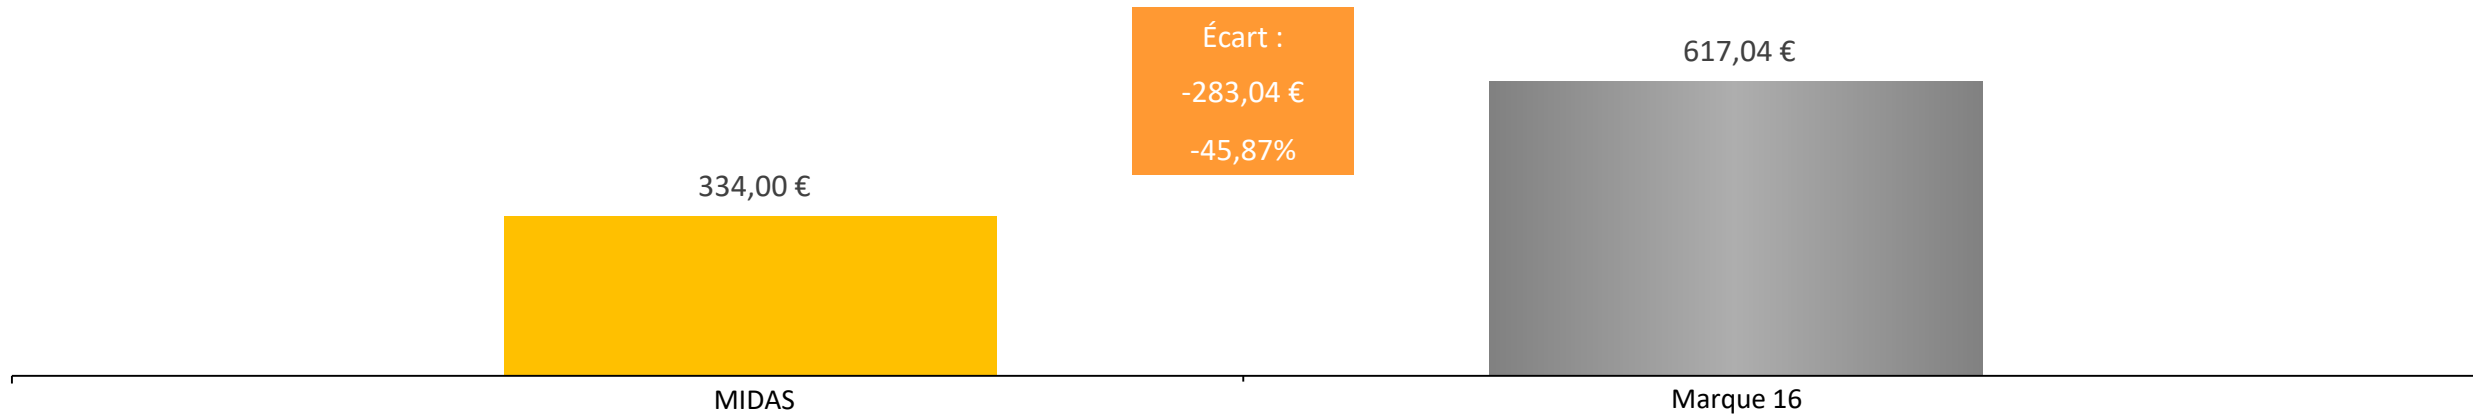 Écart :
-283,04 €
-45,87%
617,04 €
334,00 €
MIDAS
Marque 16